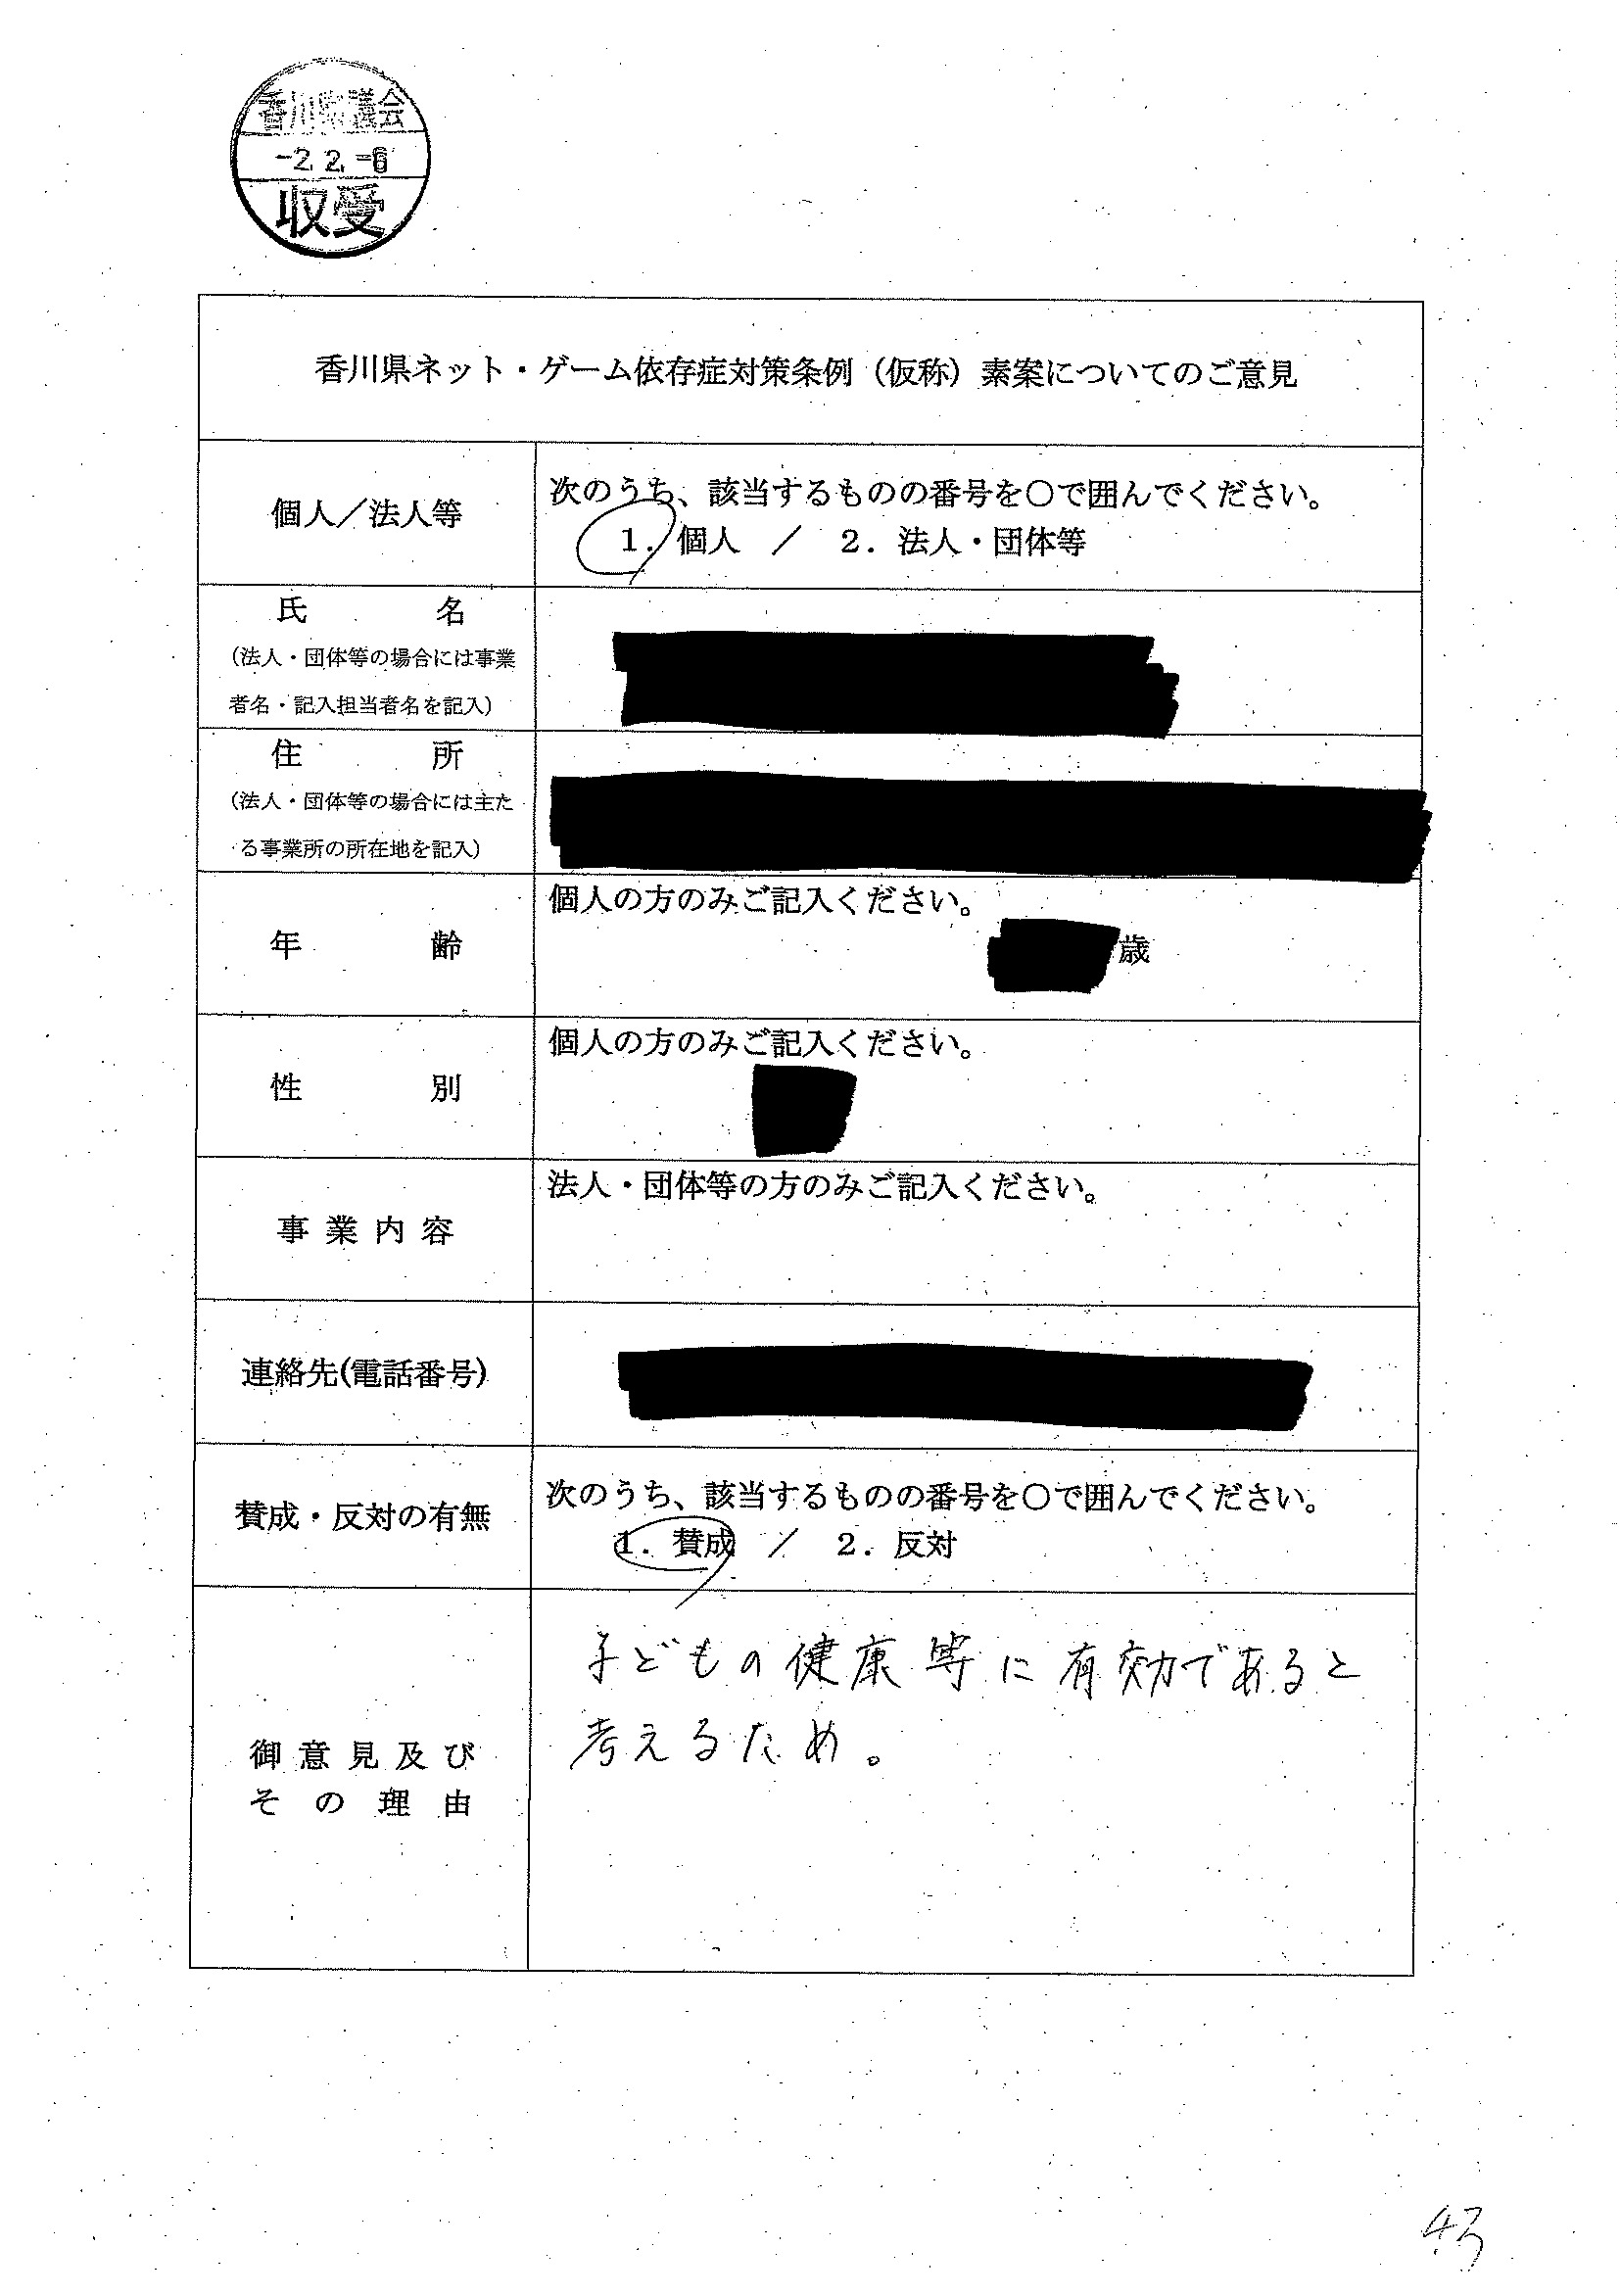 香川県議会
-2.2.-6
収受
香川県ネット・ゲーム依存症対策条例（仮称）素案についてのご意見
個人／法人等
次のうち、該当するものの番号を○で囲んでください。
1. 個人 ／ 2. 法人・団体等
氏名
（法人・団体等の場合には事業
者名・記入担当者名を記入）
住所
（法人・団体等の場合には主た
る事業所の所在地を記入）
年齢
個人の方のみご記入ください。
歳
性別
個人の方のみご記入ください。
事業内容
法人・団体等の方のみご記入ください。
連絡先(電話番号)
賛成・反対の有無
次のうち、該当するものの番号を○で囲んでください。
1. 賛成 ／ 2. 反対
御意見及び
その理由
子どもの健康等に有効であると
考えるため。
43